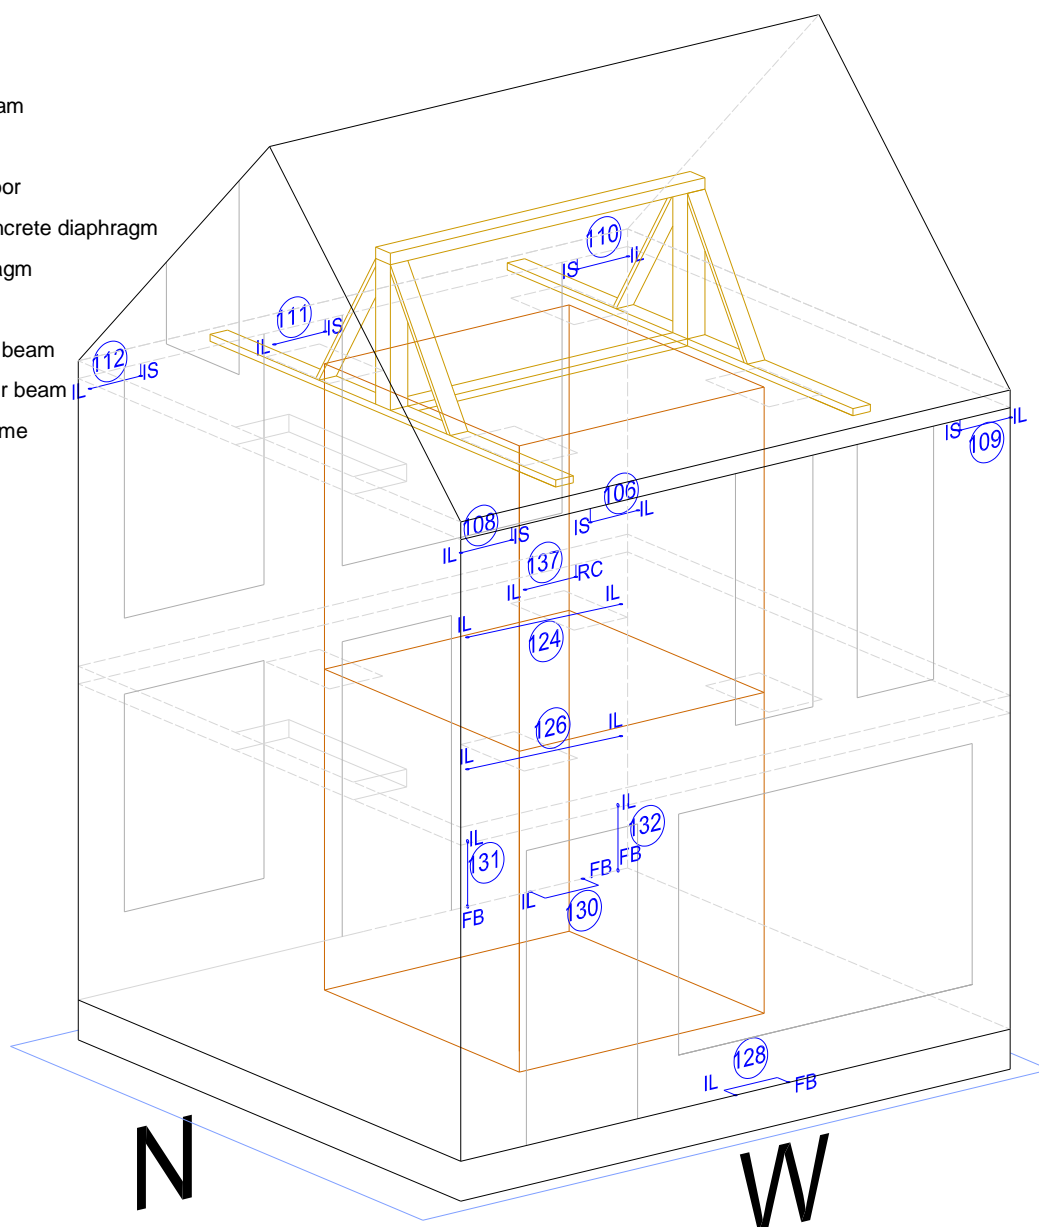 am
oor
ncrete diaphragm
agm
beam
r beam
me
110
IS IL
111
IL IS
112
IL IS
109
IS IL
106
IS IL
108
IL IS
137
IL RC
IL IL
124
126
IL IL
IL
132
FB
IL
131
FB
FB
IL
130
128
IL FB
N
W